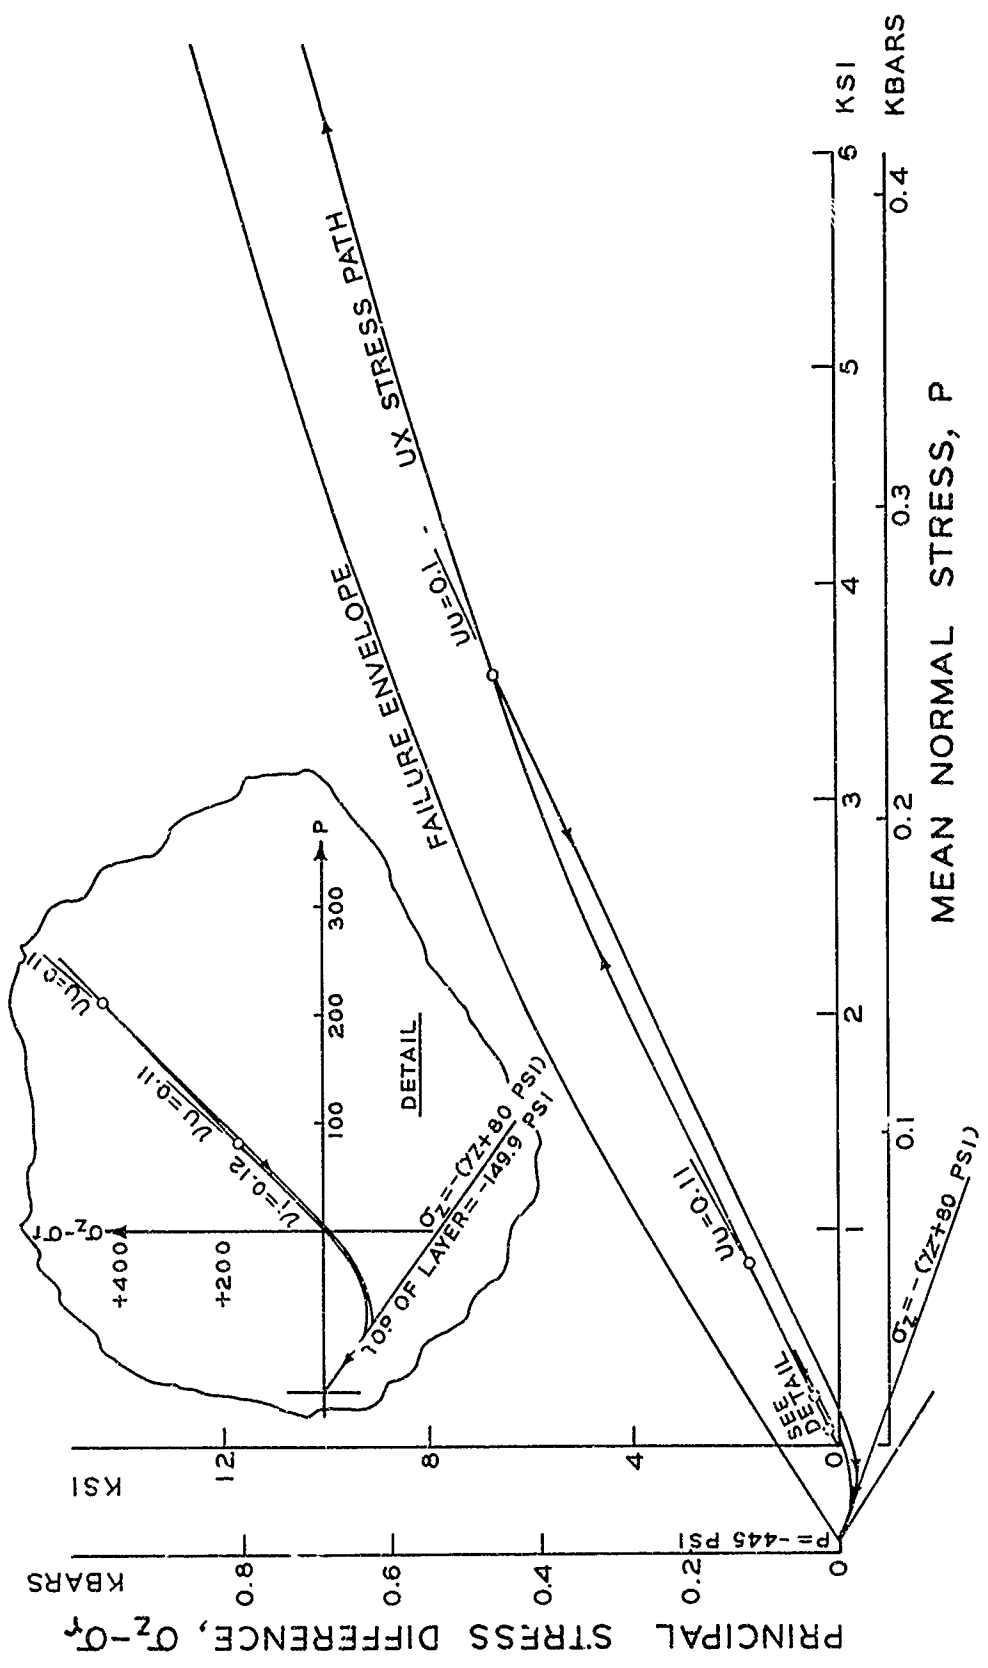 PRINCIPAL STRESS DIFFERENCE, σz-σr
KBARS
0.8
0.6
0.4
0.2
0
KSI
12
8
4
0
P=-445 PSI
SEE
DETAIL
FAILURE ENVELOPE
UX STRESS PATH
νU=0.1
νU=0.11
σz=-(γZ+80 PSI)
σz-σr
+400
+200
100
200
300
P
νU=0.11
νU=0.11
ν1=0.12
DETAIL
σz=-(γZ+80 PSI)
TOP OF LAYER=-149.9 PSI
1
2
3
4
5
6
KSI
0.1
0.2
0.3
0.4
KBARS
MEAN NORMAL STRESS, P